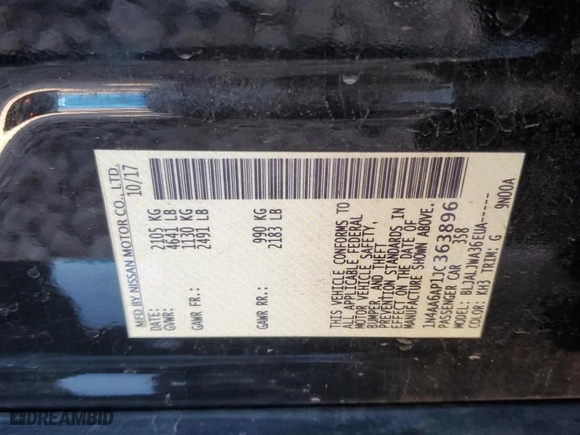 MFD BY NISSAN MOTOR CO., LTD.
10/17
2105 KG
GVWR: 4641 LB
1130 KG
GAWR FR: 2491 LB
990 KG
GAWR RR: 2183 LB
THIS VEHICLE CONFORMS TO
ALL APPLICABLE FEDERAL
MOTOR VEHICLE SAFETY,
BUMPER, AND THEFT
PREVENTION STANDARDS IN
EFFECT ON THE DATE OF
MANUFACTURE SHOWN ABOVE.
1N4AA6AP1JC363896
PASSENGER CAR 358
MODEL: BLJALJWA36EUA-----
COLOR: KH3 TRIM: G 9N00A
DREAMBID